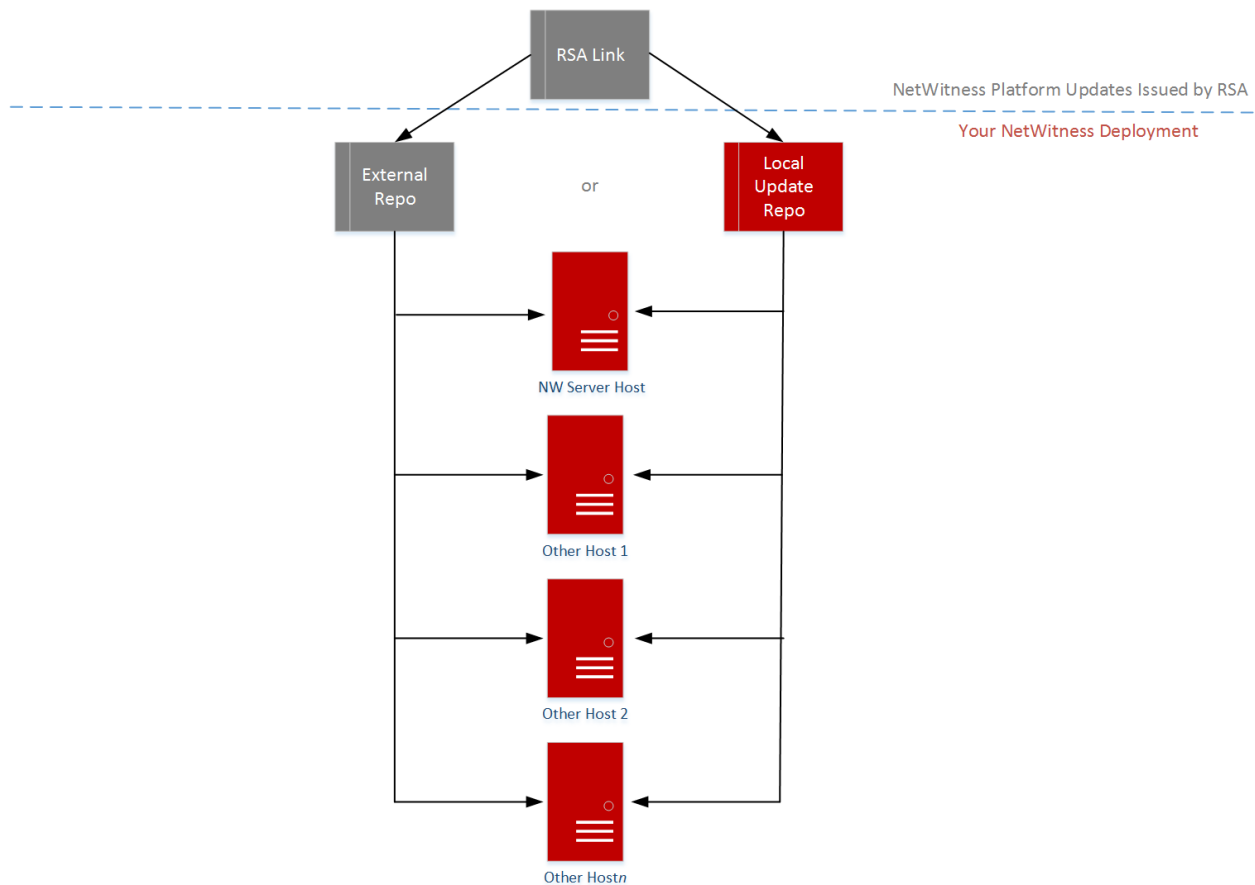 RSA Link
NetWitness Platform Updates Issued by RSA
Your NetWitness Deployment
External
Repo
or
Local
Update
Repo
NW Server Host
Other Host 1
Other Host 2
Other Hostn